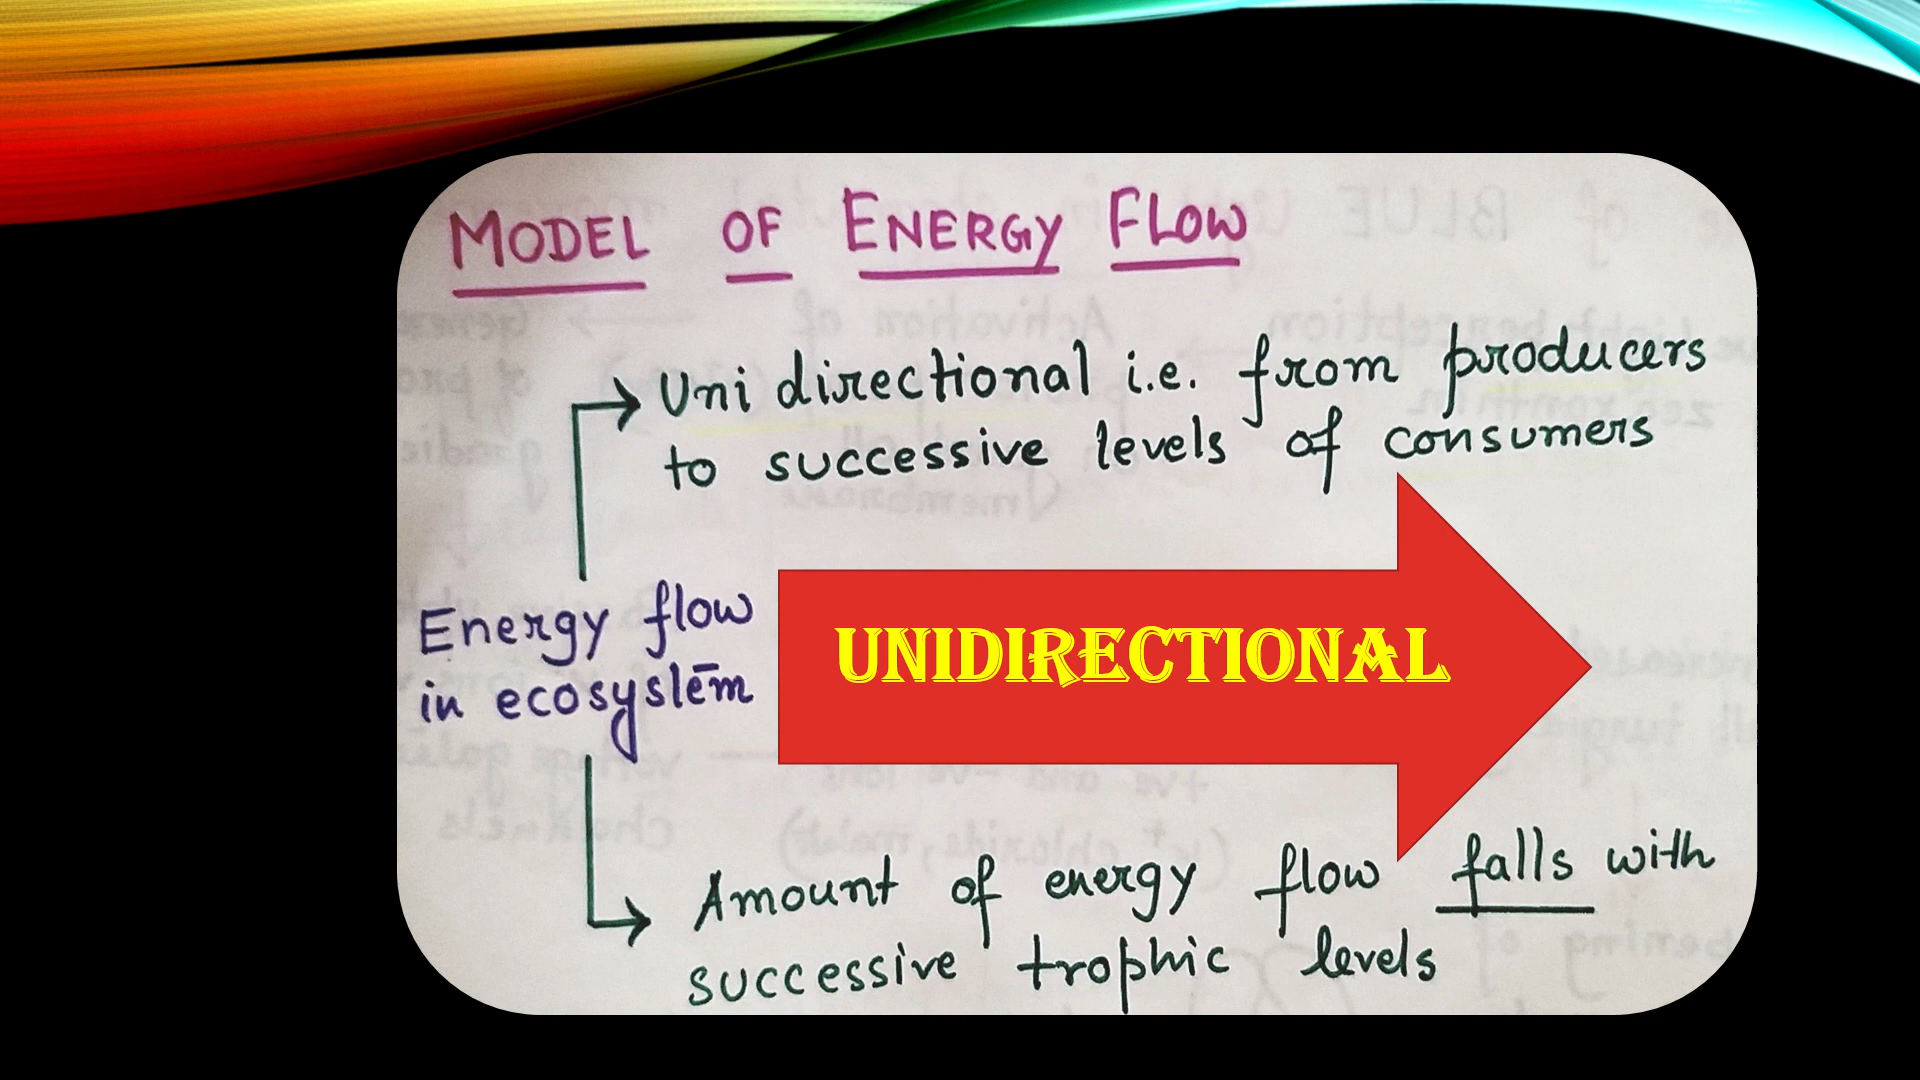 MODEL OF ENERGY FLOW
Uni directional i.e. from producers
to successive levels of consumers
Energy flow
in ecosystem
UNIDIRECTIONAL
Amount of energy flow falls with
successive trophic levels